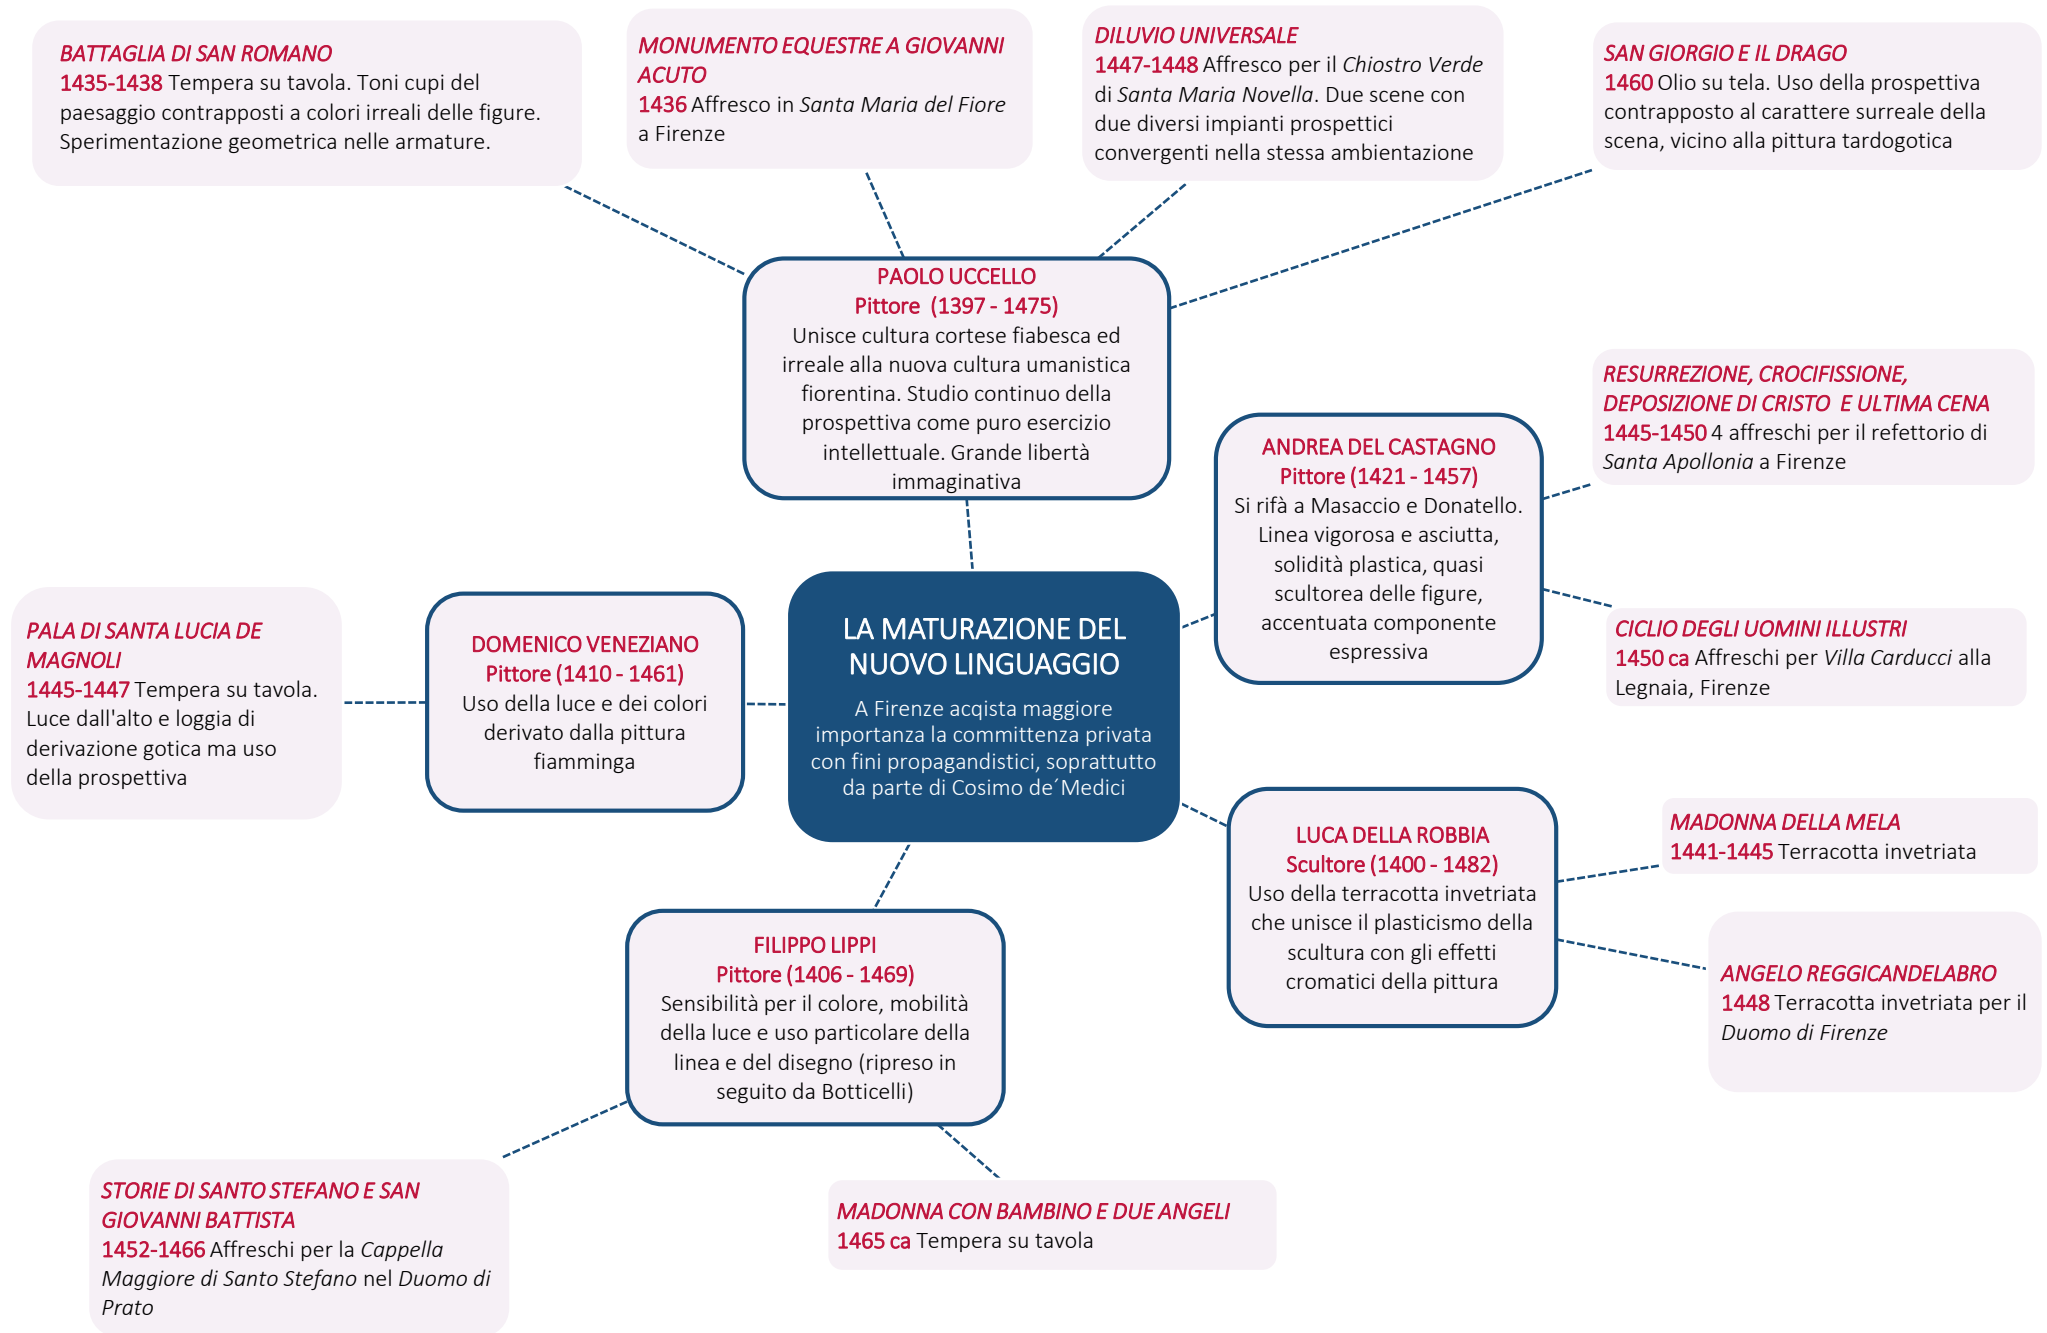 BATTAGLIA DI SAN ROMANO
1435-1438 Tempera su tavola. Toni cupi del
paesaggio contrapposti a colori irreali delle figure.
Sperimentazione geometrica nelle armature.
MONUMENTO EQUESTRE A GIOVANNI
ACUTO
1436 Affresco in Santa Maria del Fiore
a Firenze
DILUVIO UNIVERSALE
1447-1448 Affresco per il Chiostro Verde
di Santa Maria Novella. Due scene con
due diversi impianti prospettici
convergenti nella stessa ambientazione
SAN GIORGIO E IL DRAGO
1460 Olio su tela. Uso della prospettiva
contrapposto al carattere surreale della
scena, vicino alla pittura tardogotica
PAOLO UCCELLO
Pittore (1397 - 1475)
Unisce cultura cortese fiabesca ed
irreale alla nuova cultura umanistica
fiorentina. Studio continuo della
prospettiva come puro esercizio
intellettuale. Grande libertà
immaginativa
RESURREZIONE, CROCIFISSIONE,
DEPOSIZIONE DI CRISTO E ULTIMA CENA
1445-1450 4 affreschi per il refettorio di
Santa Apollonia a Firenze
ANDREA DEL CASTAGNO
Pittore (1421 - 1457)
Si rifà a Masaccio e Donatello.
Linea vigorosa e asciutta,
solidità plastica, quasi
scultorea delle figure,
accentuata componente
espressiva
CICLIO DEGLI UOMINI ILLUSTRI
1450 ca Affreschi per Villa Carducci alla
Legnaia, Firenze
PALA DI SANTA LUCIA DE
MAGNOLI
1445-1447 Tempera su tavola.
Luce dall'alto e loggia di
derivazione gotica ma uso
della prospettiva
DOMENICO VENEZIANO
Pittore (1410 - 1461)
Uso della luce e dei colori
derivato dalla pittura
fiamminga
LA MATURAZIONE DEL
NUOVO LINGUAGGIO
A Firenze acqista maggiore
importanza la committenza privata
con fini propagandistici, soprattutto
da parte di Cosimo de´Medici
LUCA DELLA ROBBIA
Scultore (1400 - 1482)
Uso della terracotta invetriata
che unisce il plasticismo della
scultura con gli effetti
cromatici della pittura
MADONNA DELLA MELA
1441-1445 Terracotta invetriata
ANGELO REGGICANDELABRO
1448 Terracotta invetriata per il
Duomo di Firenze
FILIPPO LIPPI
Pittore (1406 - 1469)
Sensibilità per il colore, mobilità
della luce e uso particolare della
linea e del disegno (ripreso in
seguito da Botticelli)
STORIE DI SANTO STEFANO E SAN
GIOVANNI BATTISTA
1452-1466 Affreschi per la Cappella
Maggiore di Santo Stefano nel Duomo di
Prato
MADONNA CON BAMBINO E DUE ANGELI
1465 ca Tempera su tavola